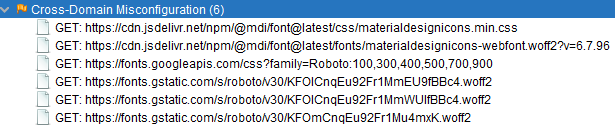 Cross-Domain Misconfiguration (6)
GET: https://cdn.jsdelivr.net/npm/@mdi/font@latest/css/materialdesignicons.min.css
GET: https://cdn.jsdelivr.net/npm/@mdi/font@latest/fonts/materialdesignicons-webfont.woff2?v=6.7.96
GET: https://fonts.googleapis.com/css?family=Roboto:100,300,400,500,700,900
GET: https://fonts.gstatic.com/s/roboto/v30/KFOlCnqEu92Fr1MmEU9fBBc4.woff2
GET: https://fonts.gstatic.com/s/roboto/v30/KFOlCnqEu92Fr1MmWUlfBBc4.woff2
GET: https://fonts.gstatic.com/s/roboto/v30/KFOmCnqEu92Fr1Mu4mxK.woff2